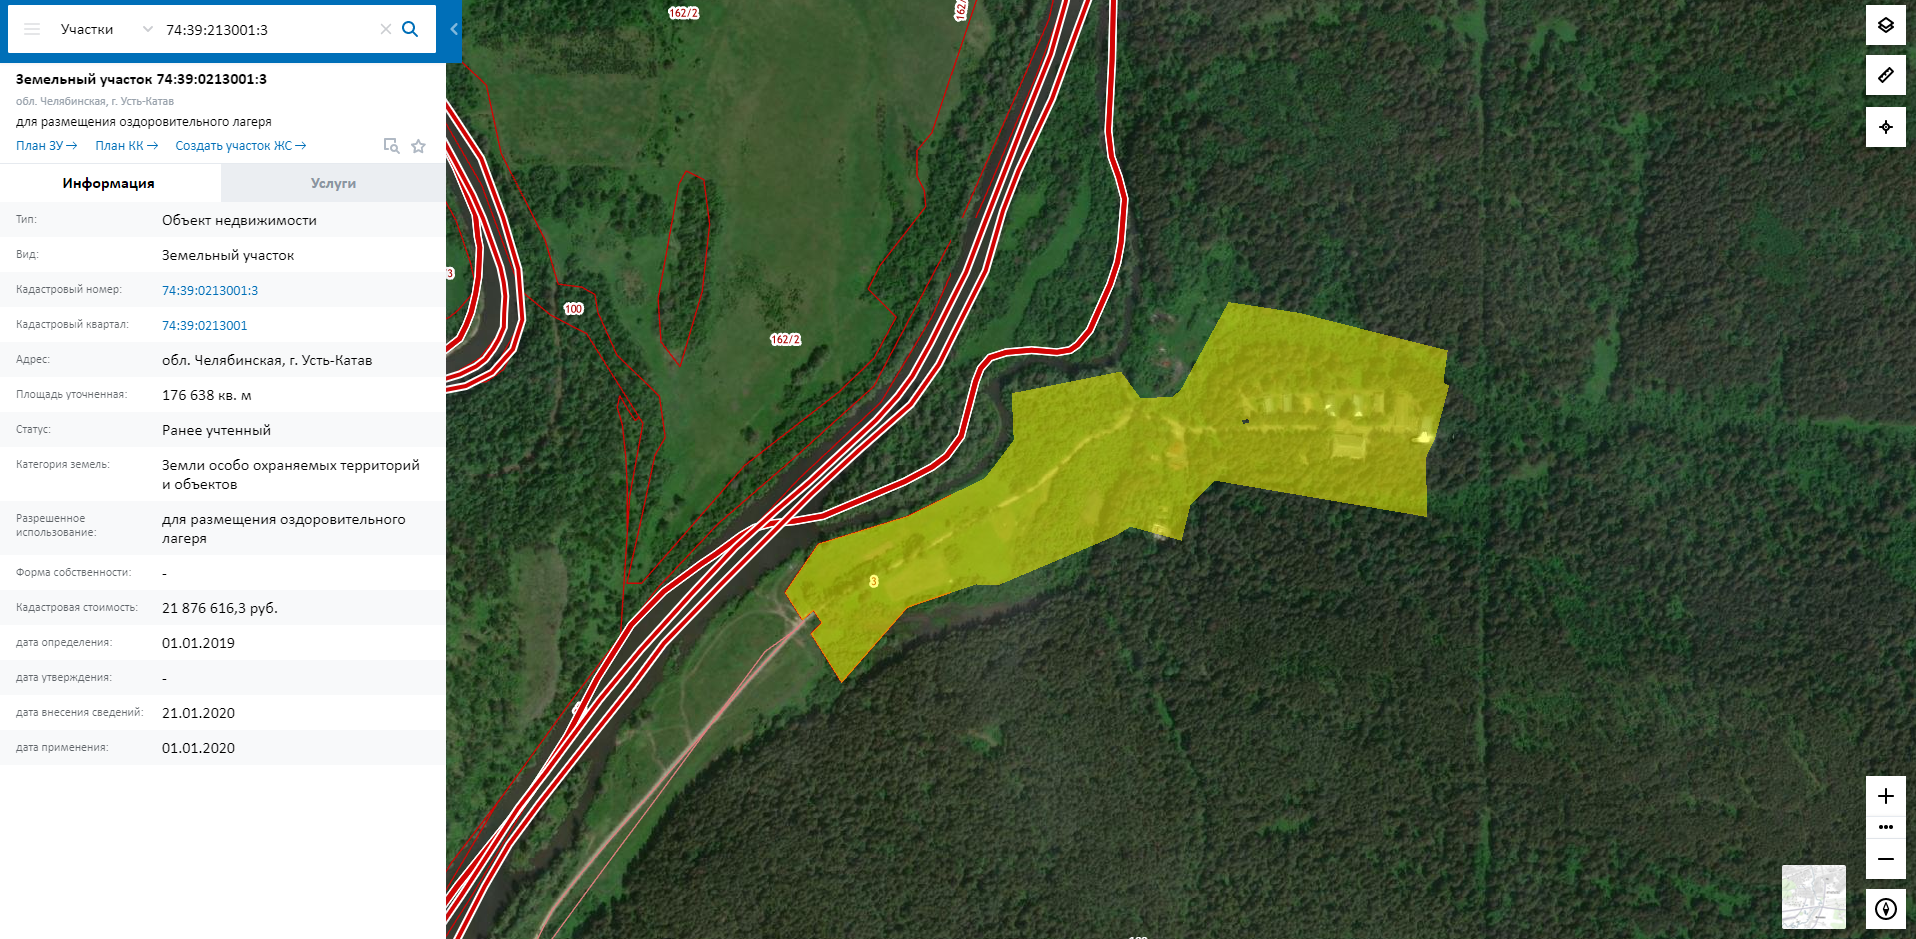 Участки
74:39:213001:3
Земельный участок 74:39:0213001:3
обл. Челябинская, г. Усть-Катав
для размещения оздоровительного лагеря
План ЗУ→ План КК→ Создать участок ЖС→
Информация
Услуги
Тип: Объект недвижимости
Вид: Земельный участок
Кадастровый номер: 74:39:0213001:3
Кадастровый квартал: 74:39:0213001
Адрес: обл. Челябинская, г. Усть-Катав
Площадь уточненная: 176 638 кв. м
Статус: Ранее учтенный
Категория земель: Земли особо охраняемых территорий
и объектов
Разрешенное
использование:
для размещения оздоровительного
лагеря
Форма собственности: -
Кадастровая стоимость: 21 876 616,3 руб.
дата определения: 01.01.2019
дата утверждения: -
дата внесения сведений: 21.01.2020
дата применения: 01.01.2020
162/2
162/
100
162/2
3